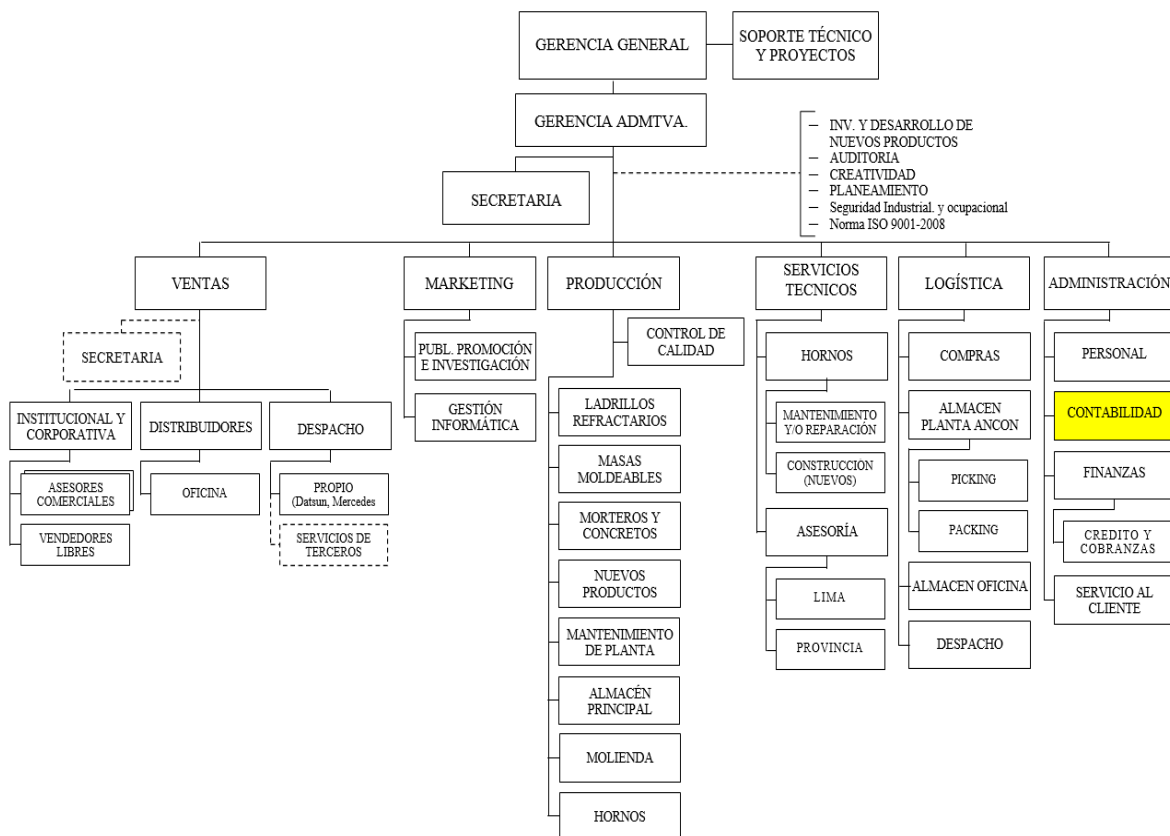 GERENCIA GENERAL
SOPORTE TÉCNICO
Y PROYECTOS
GERENCIA ADMTVA.
SECRETARIA
– INV. Y DESARROLLO DE
NUEVOS PRODUCTOS
– AUDITORIA
– CREATIVIDAD
– PLANEAMIENTO
– Seguridad Industrial. y ocupacional
– Norma ISO 9001-2008
VENTAS
SECRETARIA
INSTITUCIONAL Y
CORPORATIVA
ASESORES
COMERCIALES
VENDEDORES
LIBRES
DISTRIBUIDORES
OFICINA
DESPACHO
PROPIO
(Datsun, Mercedes
SERVICIOS DE
TERCEROS
MARKETING
PUBL. PROMOCIÓN
E INVESTIGACIÓN
GESTIÓN
INFORMÁTICA
PRODUCCIÓN
CONTROL DE
CALIDAD
LADRILLOS
REFRACTARIOS
MASAS
MOLDEABLES
MORTEROS Y
CONCRETOS
NUEVOS
PRODUCTOS
MANTENIMIENTO
DE PLANTA
ALMACÉN
PRINCIPAL
MOLIENDA
HORNOS
SERVICIOS
TECNICOS
HORNOS
MANTENIMIENTO
Y/O REPARACIÓN
CONSTRUCCION
(NUEVOS)
ASESORÍA
LIMA
PROVINCIA
LOGÍSTICA
COMPRAS
ALMACEN
PLANTA ANCON
PICKING
PACKING
ALMACEN OFICINA
DESPACHO
ADMINISTRACIÓN
PERSONAL
CONTABILIDAD
FINANZAS
CREDITO Y
COBRANZAS
SERVICIO AL
CLIENTE